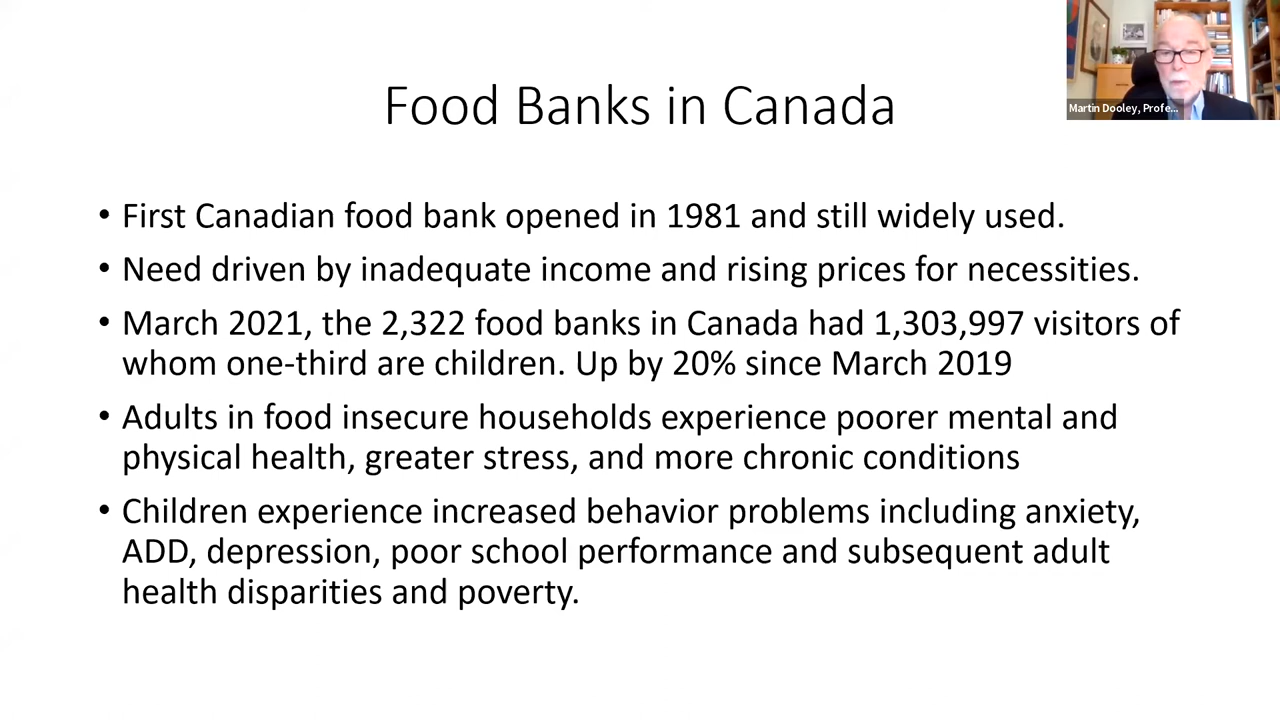 Martin Dooley, Profe...
Food Banks in Canada
• First Canadian food bank opened in 1981 and still widely used.
• Need driven by inadequate income and rising prices for necessities.
• March 2021, the 2,322 food banks in Canada had 1,303,997 visitors of
whom one-third are children. Up by 20% since March 2019
• Adults in food insecure households experience poorer mental and
physical health, greater stress, and more chronic conditions
• Children experience increased behavior problems including anxiety,
ADD, depression, poor school performance and subsequent adult
health disparities and poverty.